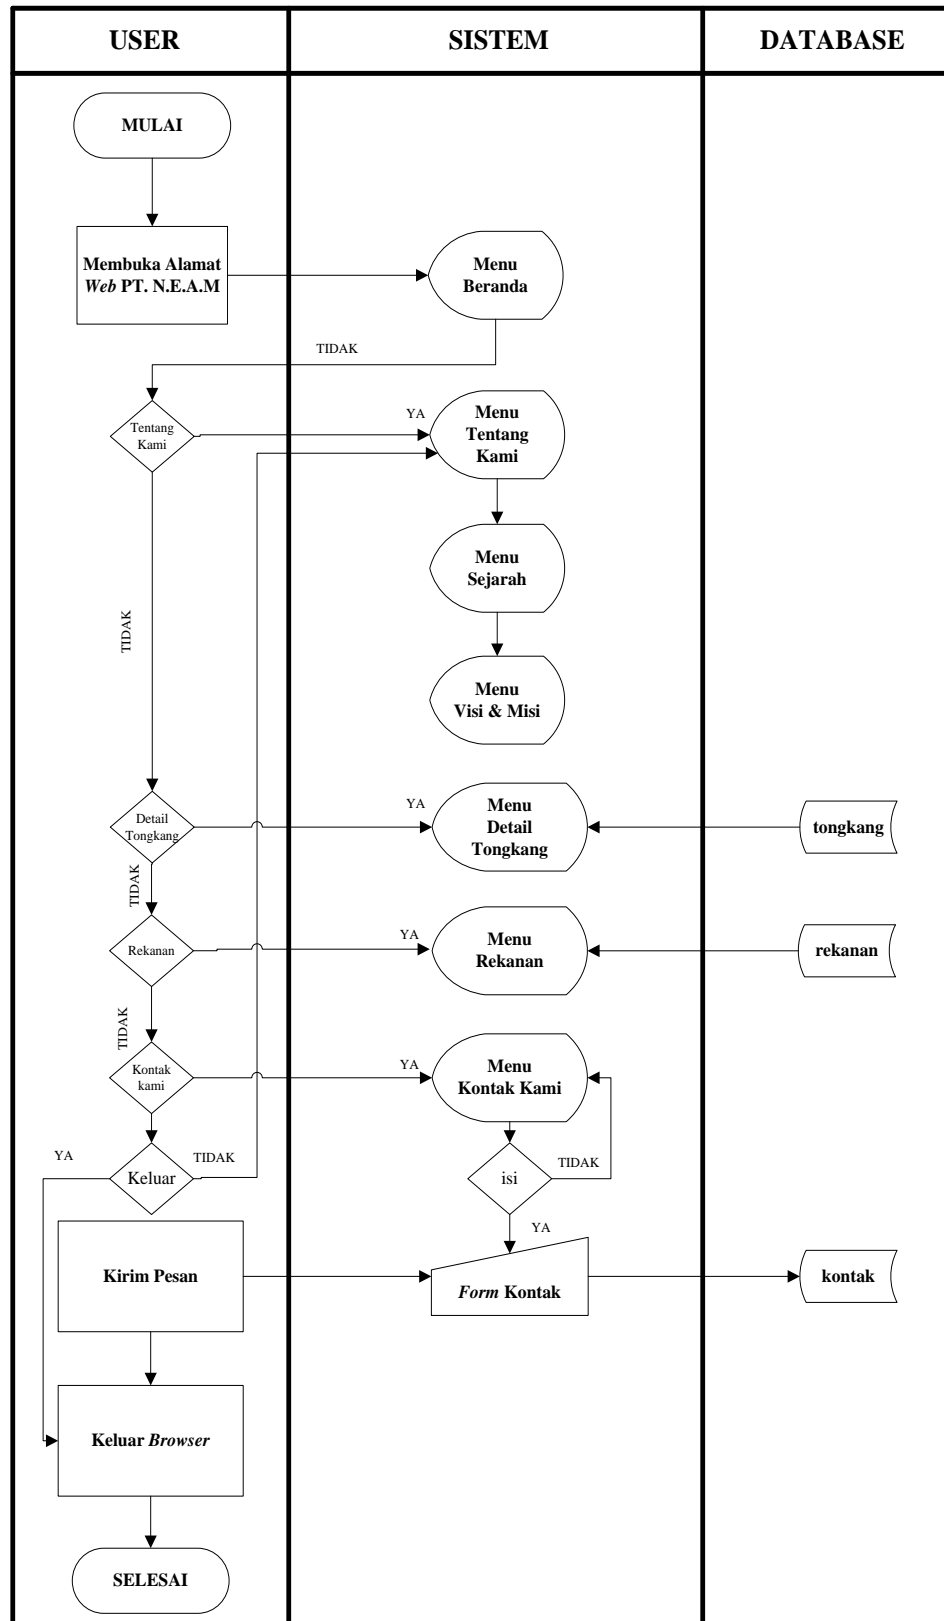 USER
SISTEM
DATABASE
MULAI
Membuka Alamat
Web PT. N.E.A.M
Menu
Beranda
TIDAK
Tentang
Kami
YA
Menu
Tentang
Kami
Menu
Sejarah
TIDAK
Menu
Visi & Misi
Detail
Tongkang
YA
Menu
Detail
Tongkang
tongkang
TIDAK
Rekanan
YA
Menu
Rekanan
rekanan
TIDAK
Kontak
kami
YA
Menu
Kontak Kami
YA
Keluar
TIDAK
isi
TIDAK
YA
Kirim Pesan
Form Kontak
kontak
Keluar Browser
SELESAI